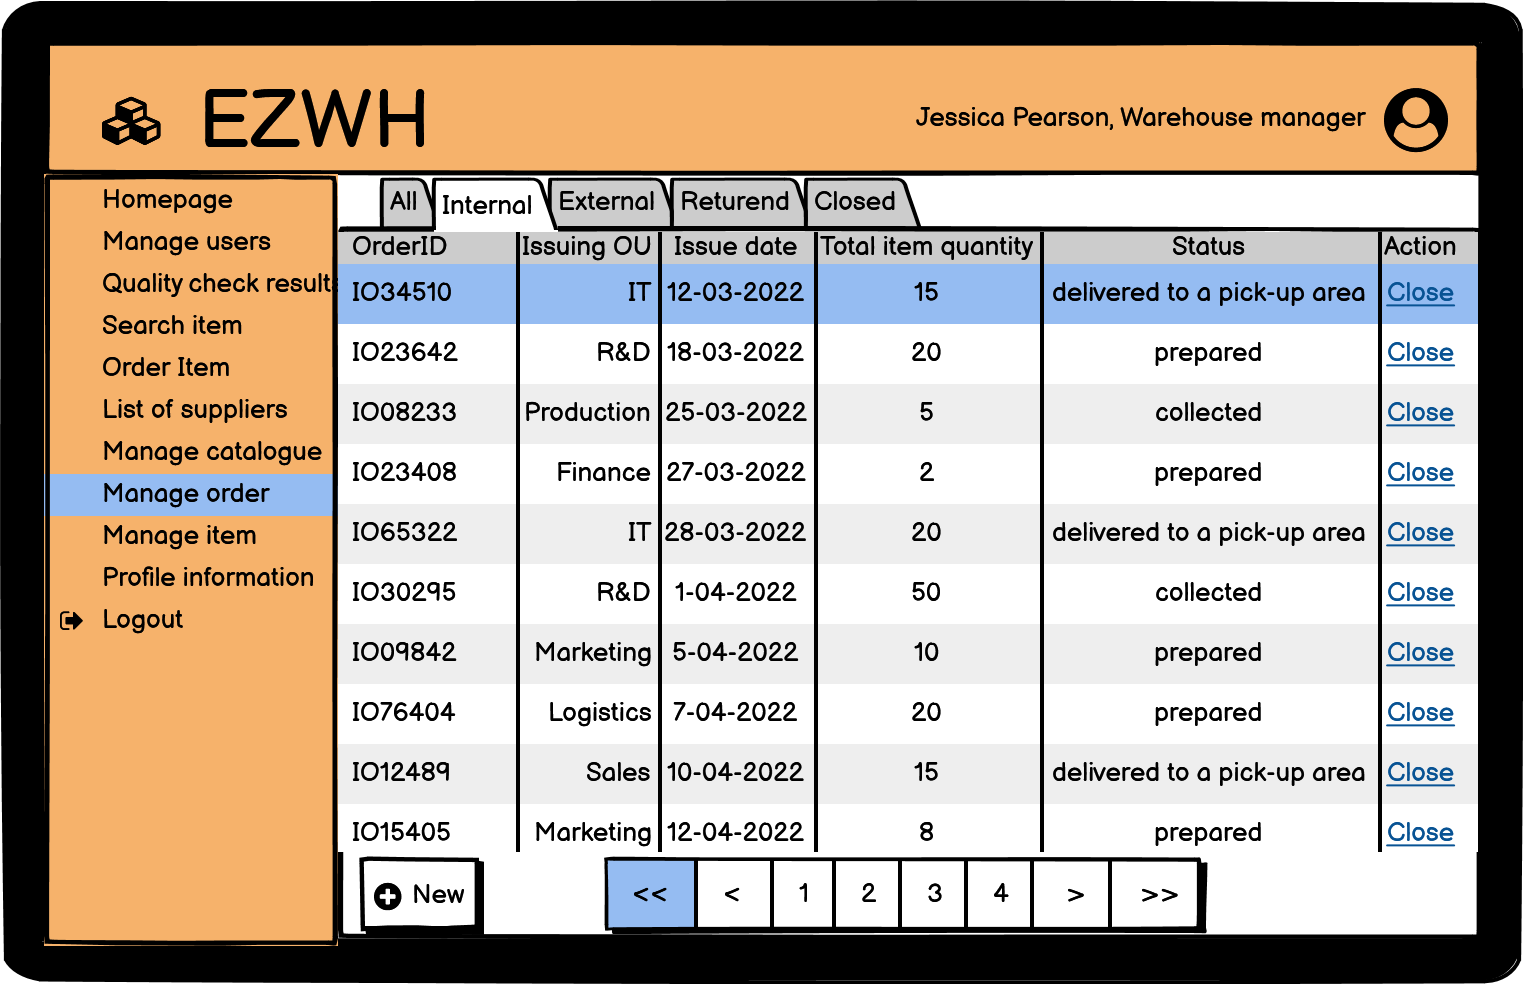 EZWH
Jessica Pearson, Warehouse manager
Homepage
Manage users
Quality check results
Search item
Order Item
List of suppliers
Manage catalogue
Manage order
Manage item
Profile information
Logout
All Internal External Returend Closed
OrderID Issuing OU Issue date Total item quantity Status Action
IO34510 IT 12-03-2022 15 delivered to a pick-up area Close
IO23642 R&D 18-03-2022 20 prepared Close
IO08233 Production 25-03-2022 5 collected Close
IO23408 Finance 27-03-2022 2 prepared Close
IO65322 IT 28-03-2022 20 delivered to a pick-up area Close
IO30295 R&D 1-04-2022 50 collected Close
IO09842 Marketing 5-04-2022 10 prepared Close
IO76404 Logistics 7-04-2022 20 prepared Close
IO12489 Sales 10-04-2022 15 delivered to a pick-up area Close
IO15405 Marketing 12-04-2022 8 prepared Close
New << < 1 2 3 4 > >>